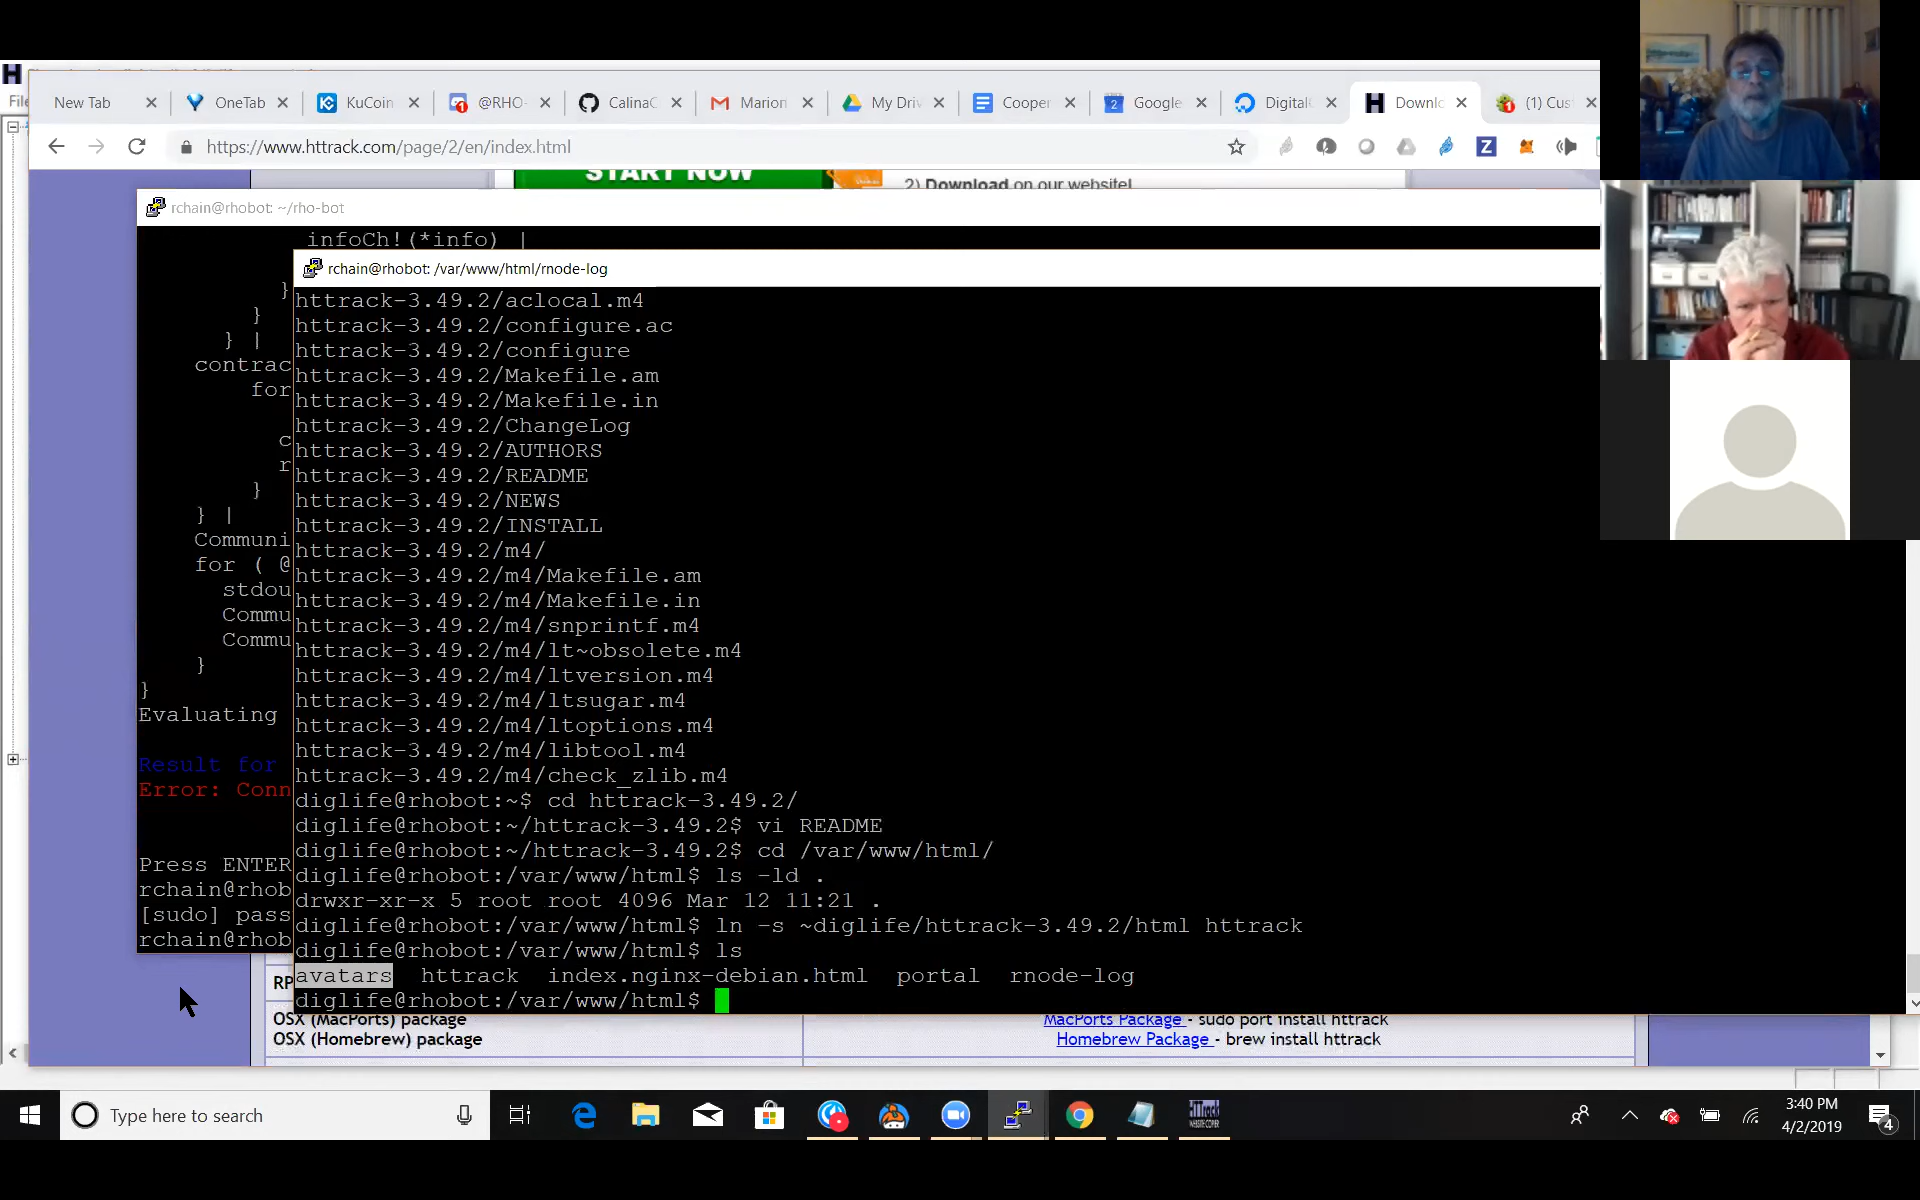 File
New Tab
OneTab
KuCoin
@RHO-
CalinaC
Marion
My Driv
Cooper
Google
Digital
Downlo
(1) Cust
https://www.httrack.com/page/2/en/index.html
START NOW
2) Download on our website!
rchain@rhobot: ~/rho-bot
infoCh!(*info) |
}
}
} |
contrac
for
c
r
}
} |
Communi
for ( @
stdou
Commu
Commu
}
}
Evaluating
Result for
Error: Conn
Press ENTER
rchain@rhob
[sudo] pass
rchain@rhob
rchain@rhobot: /var/www/html/rnode-log
httrack-3.49.2/aclocal.m4
httrack-3.49.2/configure.ac
httrack-3.49.2/configure
httrack-3.49.2/Makefile.am
httrack-3.49.2/Makefile.in
httrack-3.49.2/ChangeLog
httrack-3.49.2/AUTHORS
httrack-3.49.2/README
httrack-3.49.2/NEWS
httrack-3.49.2/INSTALL
httrack-3.49.2/m4/
httrack-3.49.2/m4/Makefile.am
httrack-3.49.2/m4/Makefile.in
httrack-3.49.2/m4/snprintf.m4
httrack-3.49.2/m4/lt~obsolete.m4
httrack-3.49.2/m4/ltversion.m4
httrack-3.49.2/m4/ltsugar.m4
httrack-3.49.2/m4/ltoptions.m4
httrack-3.49.2/m4/libtool.m4
httrack-3.49.2/m4/check_zlib.m4
diglife@rhobot:~$ cd httrack-3.49.2/
diglife@rhobot:~/httrack-3.49.2$ vi README
diglife@rhobot:~/httrack-3.49.2$ cd /var/www/html/
diglife@rhobot:/var/www/html$ ls -ld .
drwxr-xr-x 5 root root 4096 Mar 12 11:21 .
diglife@rhobot:/var/www/html$ ln -s ~diglife/httrack-3.49.2/html httrack
diglife@rhobot:/var/www/html$ ls
avatars httrack index.nginx-debian.html portal rnode-log
diglife@rhobot:/var/www/html$
RP
OSX (MacPorts) package
MacPorts Package - sudo port install httrack
OSX (Homebrew) package
Homebrew Package - brew install httrack
Type here to search
3:40 PM
4/2/2019
4